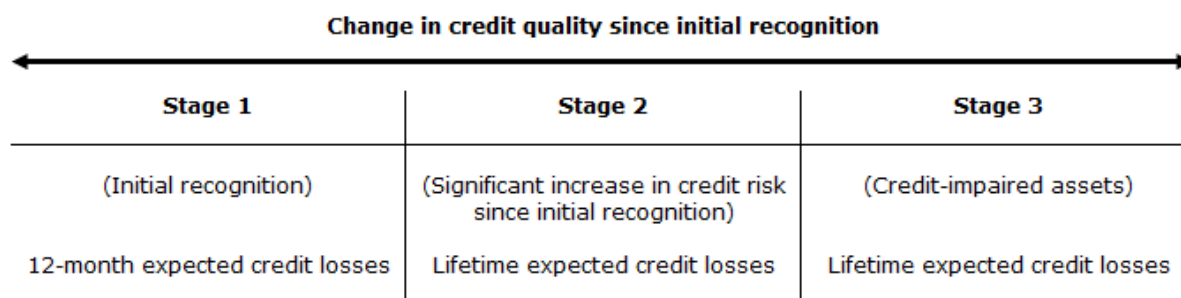 Change in credit quality since initial recognition
Stage 1
Stage 2
Stage 3
(Initial recognition)
(Significant increase in credit risk
since initial recognition)
(Credit-impaired assets)
12-month expected credit losses
Lifetime expected credit losses
Lifetime expected credit losses